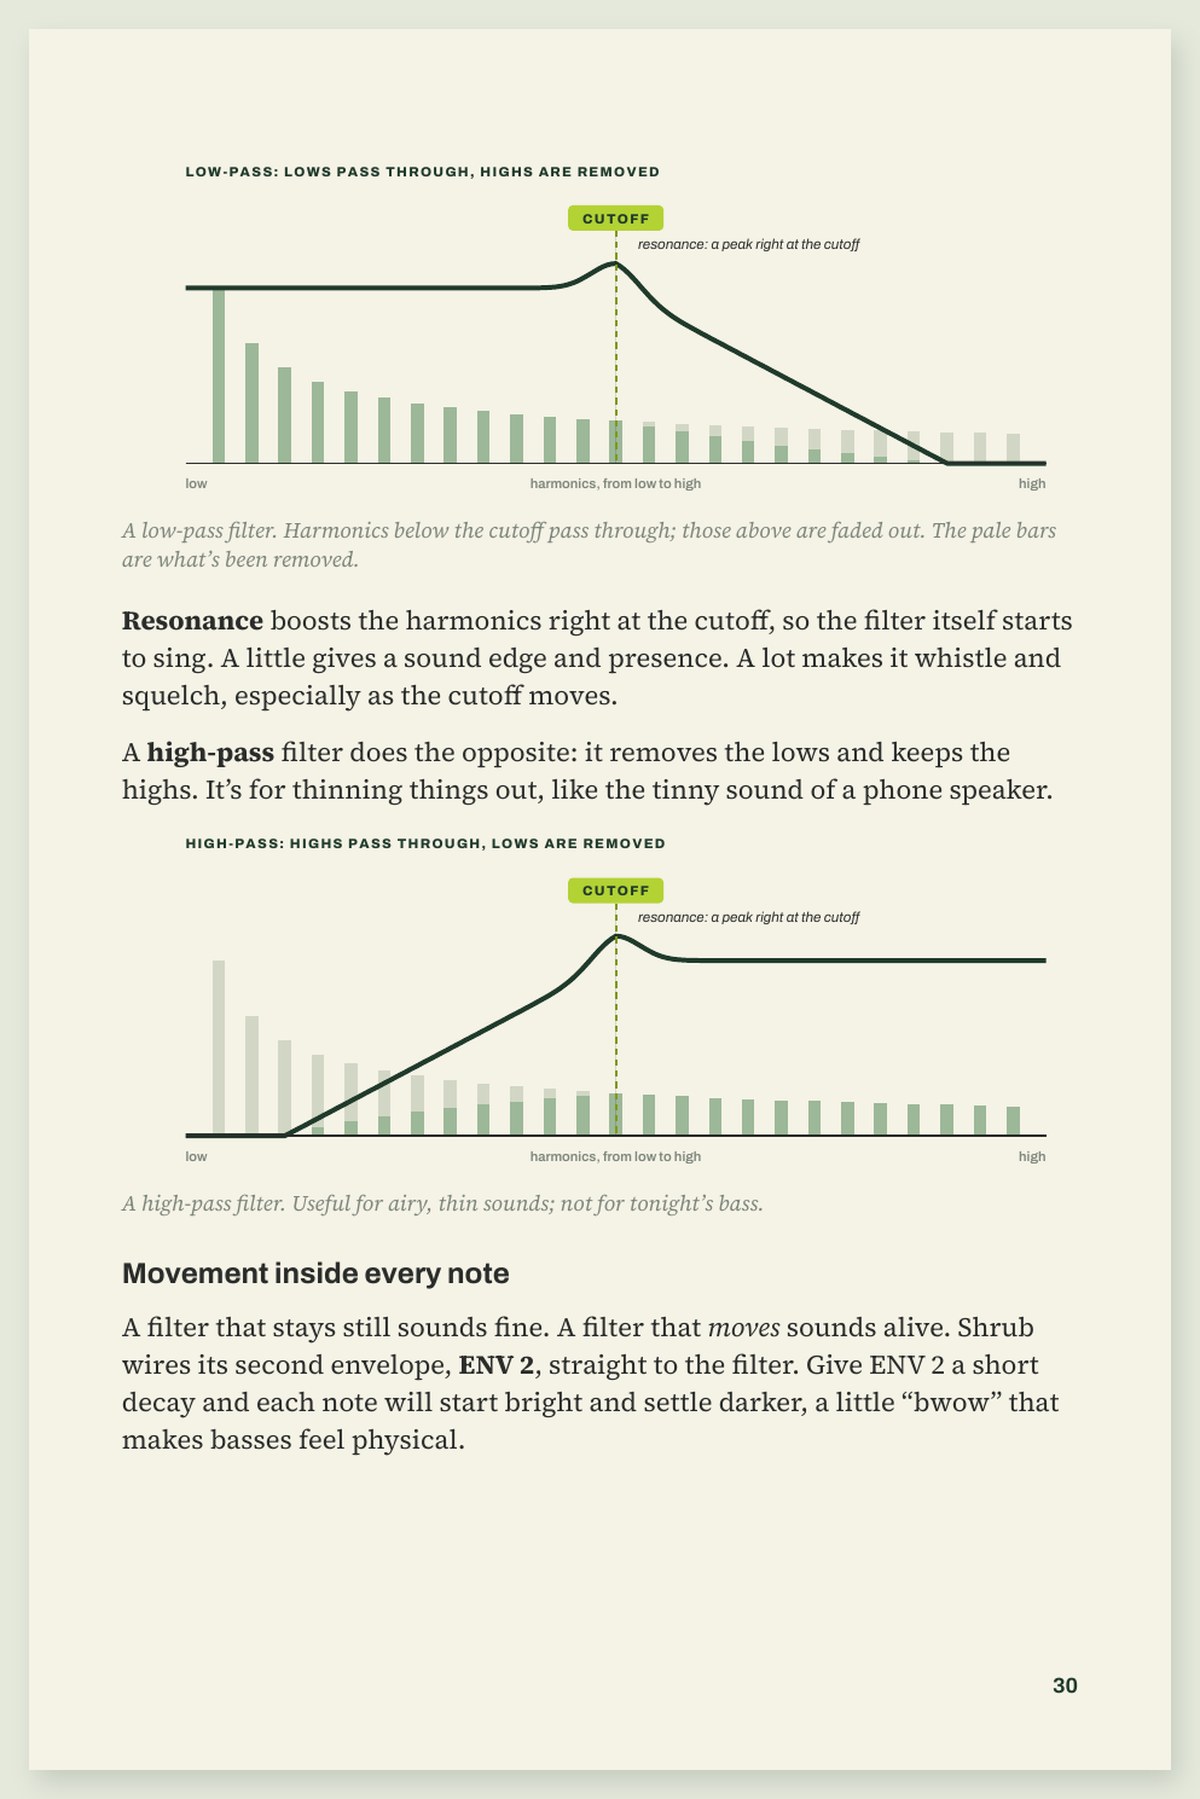 LOW-PASS: LOWS PASS THROUGH, HIGHS ARE REMOVED
CUTOFF
resonance: a peak right at the cutoff
low harmonics, from low to high high
A low-pass filter. Harmonics below the cutoff pass through; those above are faded out. The pale bars
are what’s been removed.
Resonance boosts the harmonics right at the cutoff, so the filter itself starts
to sing. A little gives a sound edge and presence. A lot makes it whistle and
squelch, especially as the cutoff moves.
A high-pass filter does the opposite: it removes the lows and keeps the
highs. It’s for thinning things out, like the tinny sound of a phone speaker.
HIGH-PASS: HIGHS PASS THROUGH, LOWS ARE REMOVED
CUTOFF
resonance: a peak right at the cutoff
low harmonics, from low to high high
A high-pass filter. Useful for airy, thin sounds; not for tonight’s bass.
Movement inside every note
A filter that stays still sounds fine. A filter that moves sounds alive. Shrub
wires its second envelope, ENV 2, straight to the filter. Give ENV 2 a short
decay and each note will start bright and settle darker, a little “bwow” that
makes basses feel physical.
30